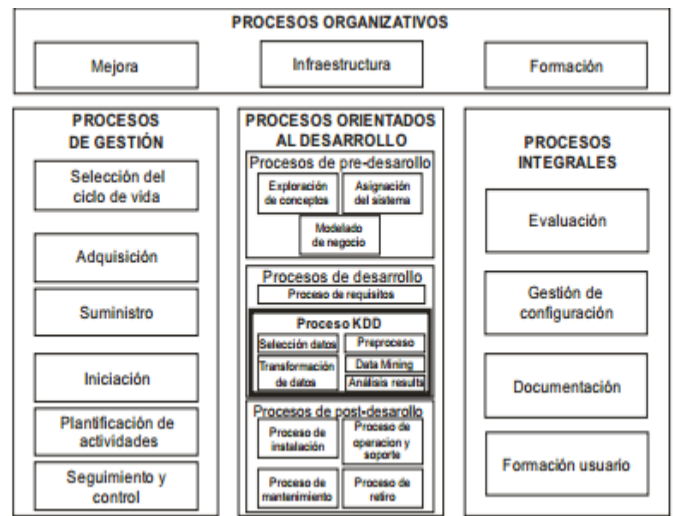 PROCESOS ORGANIZATIVOS
Mejora
Infraestructura
Formación
PROCESOS
DE GESTIÓN
Selección del
ciclo de vida
Adquisición
Suministro
Iniciación
Plantificación de
actividades
Seguimiento y
control
PROCESOS ORIENTADOS
AL DESARROLLO
Procesos de pre-desarollo
Exploración
de conceptos
Asignación
del sistema
Modelado
de negocio
Procesos de desarrollo
Proceso de requisitos
Proceso KDD
Selección datos
Preproceso
Transformación
de datos
Data Mining
Análisis results
Procesos de post-desarollo
Proceso de
instalación
Proceso de
operacion y
soporte
Proceso de
mantenimiento
Proceso de
retiro
PROCESOS
INTEGRALES
Evaluación
Gestión de
configuración
Documentación
Formación usuario